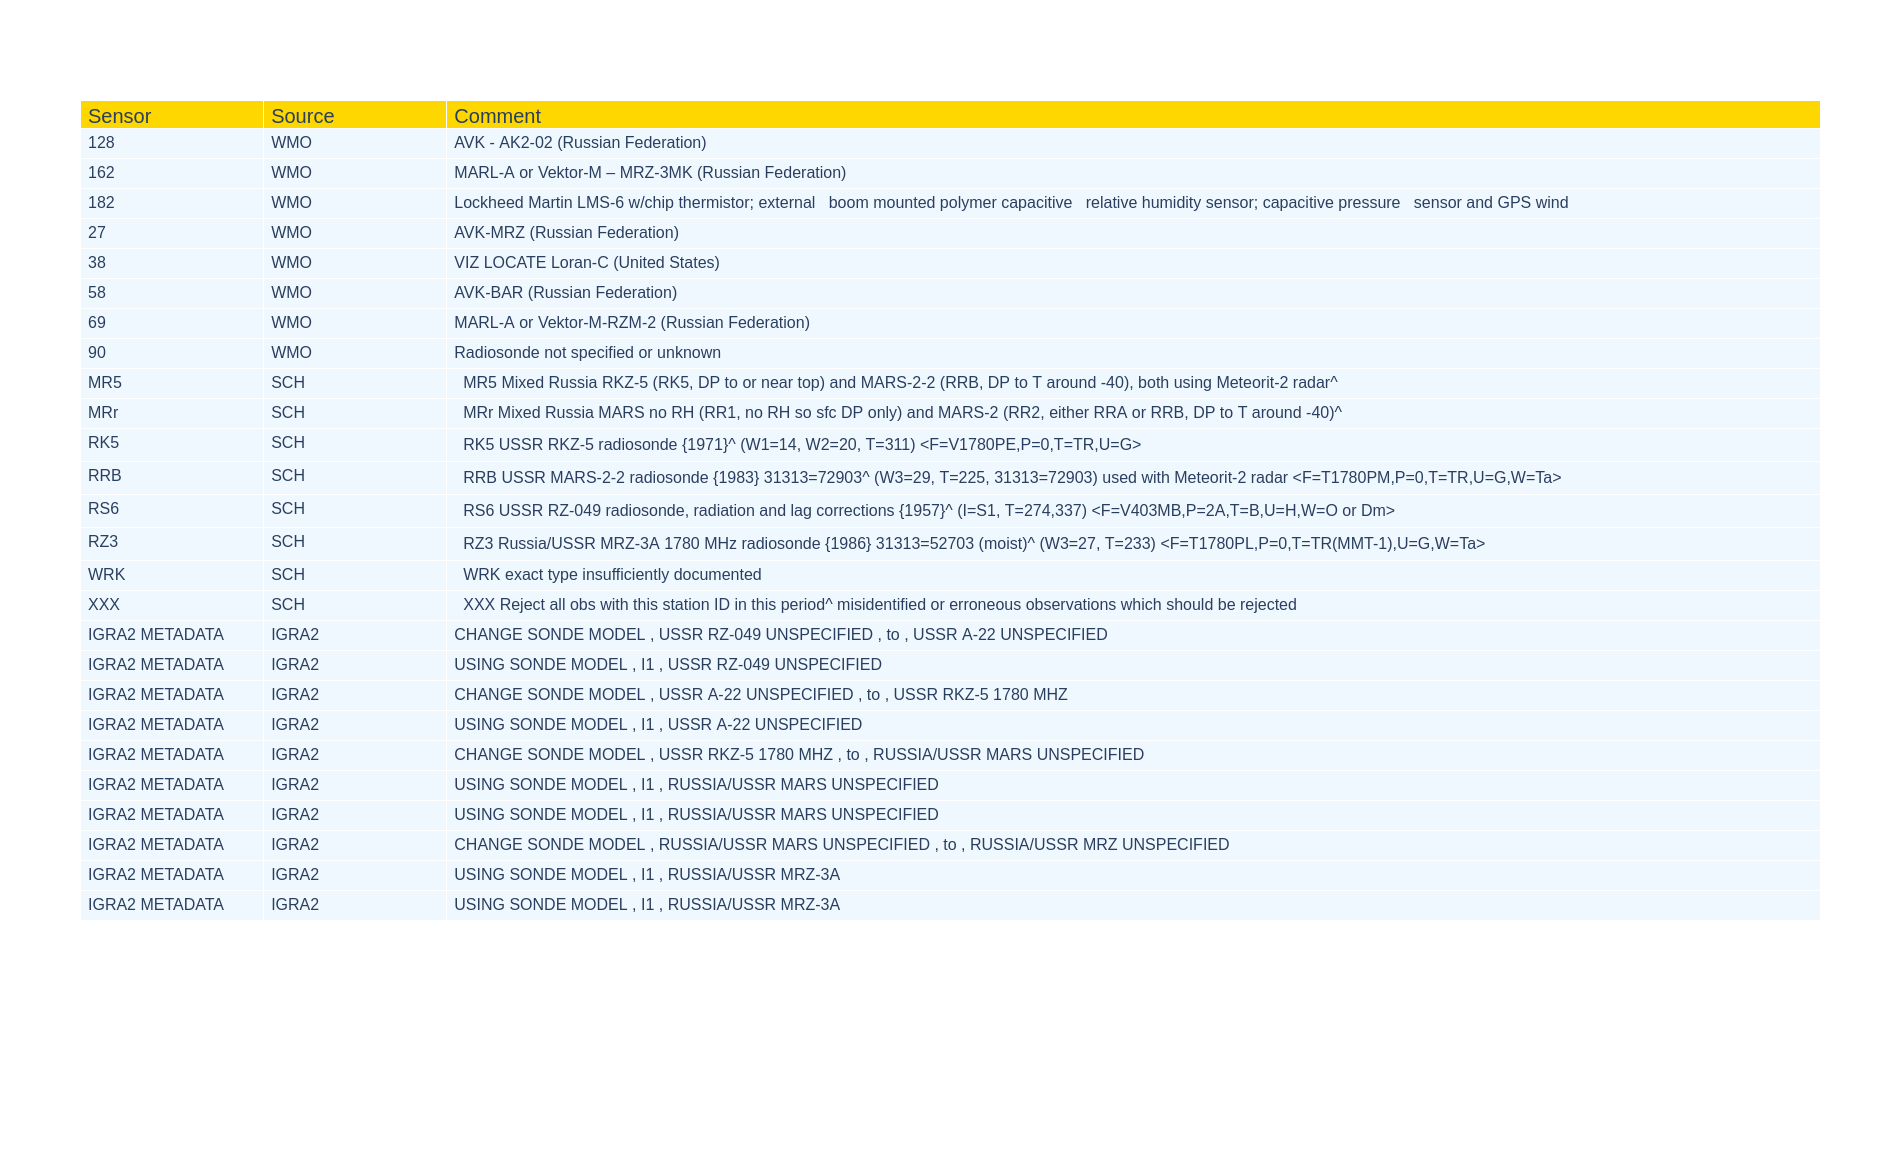 Sensor Source Comment
128 WMO AVK - AK2-02 (Russian Federation)
162 WMO MARL-A or Vektor-M – MRZ-3MK (Russian Federation)
182 WMO Lockheed Martin LMS-6 w/chip thermistor; external   boom mounted polymer capacitive   relative humidity sensor; capacitive pressure   sensor and GPS wind
27 WMO AVK-MRZ (Russian Federation)
38 WMO VIZ LOCATE Loran-C (United States)
58 WMO AVK-BAR (Russian Federation)
69 WMO MARL-A or Vektor-M-RZM-2 (Russian Federation)
90 WMO Radiosonde not specified or unknown
MR5 SCH MR5 Mixed Russia RKZ-5 (RK5, DP to or near top) and MARS-2-2 (RRB, DP to T around -40), both using Meteorit-2 radar^
MRr SCH MRr Mixed Russia MARS no RH (RR1, no RH so sfc DP only) and MARS-2 (RR2, either RRA or RRB, DP to T around -40)^
RK5 SCH RK5 USSR RKZ-5 radiosonde {1971}^ (W1=14, W2=20, T=311) <F=V1780PE,P=0,T=TR,U=G>
RRB SCH RRB USSR MARS-2-2 radiosonde {1983} 31313=72903^ (W3=29, T=225, 31313=72903) used with Meteorit-2 radar <F=T1780PM,P=0,T=TR,U=G,W=Ta>
RS6 SCH RS6 USSR RZ-049 radiosonde, radiation and lag corrections {1957}^ (I=S1, T=274,337) <F=V403MB,P=2A,T=B,U=H,W=O or Dm>
RZ3 SCH RZ3 Russia/USSR MRZ-3A 1780 MHz radiosonde {1986} 31313=52703 (moist)^ (W3=27, T=233) <F=T1780PL,P=0,T=TR(MMT-1),U=G,W=Ta>
WRK SCH WRK exact type insufficiently documented
XXX SCH XXX Reject all obs with this station ID in this period^ misidentified or erroneous observations which should be rejected
IGRA2 METADATA IGRA2 CHANGE SONDE MODEL , USSR RZ-049 UNSPECIFIED , to , USSR A-22 UNSPECIFIED
IGRA2 METADATA IGRA2 USING SONDE MODEL , I1 , USSR RZ-049 UNSPECIFIED
IGRA2 METADATA IGRA2 CHANGE SONDE MODEL , USSR A-22 UNSPECIFIED , to , USSR RKZ-5 1780 MHZ
IGRA2 METADATA IGRA2 USING SONDE MODEL , I1 , USSR A-22 UNSPECIFIED
IGRA2 METADATA IGRA2 CHANGE SONDE MODEL , USSR RKZ-5 1780 MHZ , to , RUSSIA/USSR MARS UNSPECIFIED
IGRA2 METADATA IGRA2 USING SONDE MODEL , I1 , RUSSIA/USSR MARS UNSPECIFIED
IGRA2 METADATA IGRA2 USING SONDE MODEL , I1 , RUSSIA/USSR MARS UNSPECIFIED
IGRA2 METADATA IGRA2 CHANGE SONDE MODEL , RUSSIA/USSR MARS UNSPECIFIED , to , RUSSIA/USSR MRZ UNSPECIFIED
IGRA2 METADATA IGRA2 USING SONDE MODEL , I1 , RUSSIA/USSR MRZ-3A
IGRA2 METADATA IGRA2 USING SONDE MODEL , I1 , RUSSIA/USSR MRZ-3A